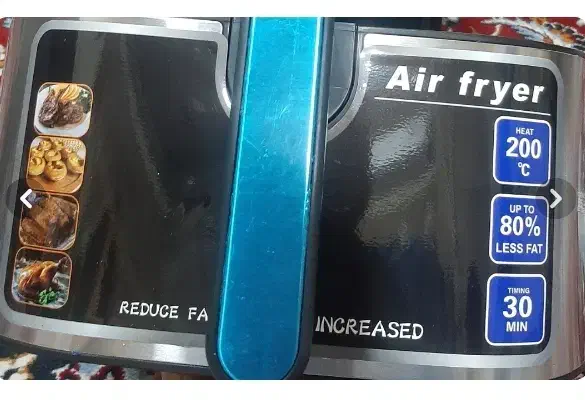 Air fryer
HEAT
200
°C
UP TO
80%
LESS FAT
TIMING
30
MIN
REDUCE FA
INCREASED